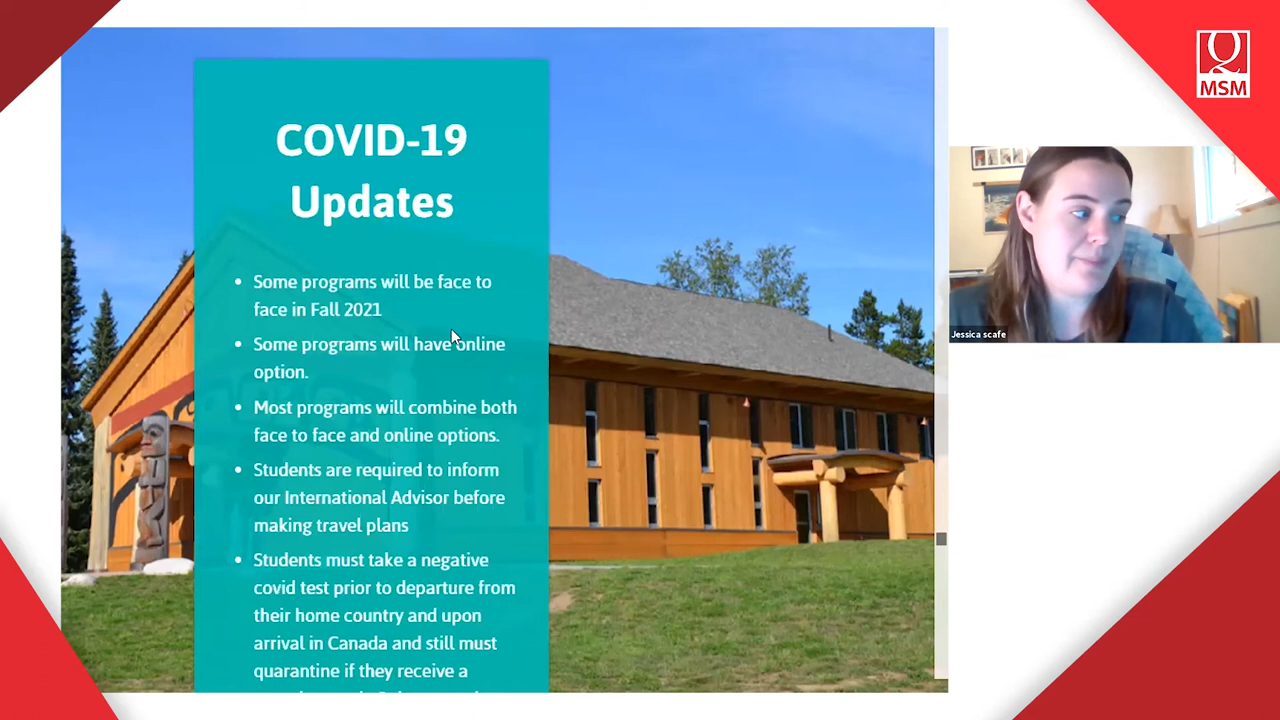 COVID-19
Updates
Some programs will be face to
face in Fall 2021
Some programs will have online
option.
Most programs will combine both
face to face and online options.
Students are required to inform
our International Advisor before
making travel plans
Students must take a negative
covid test prior to departure from
their home country and upon
arrival in Canada and still must
quarantine if they receive a
Q
MSM
Jessica scafe